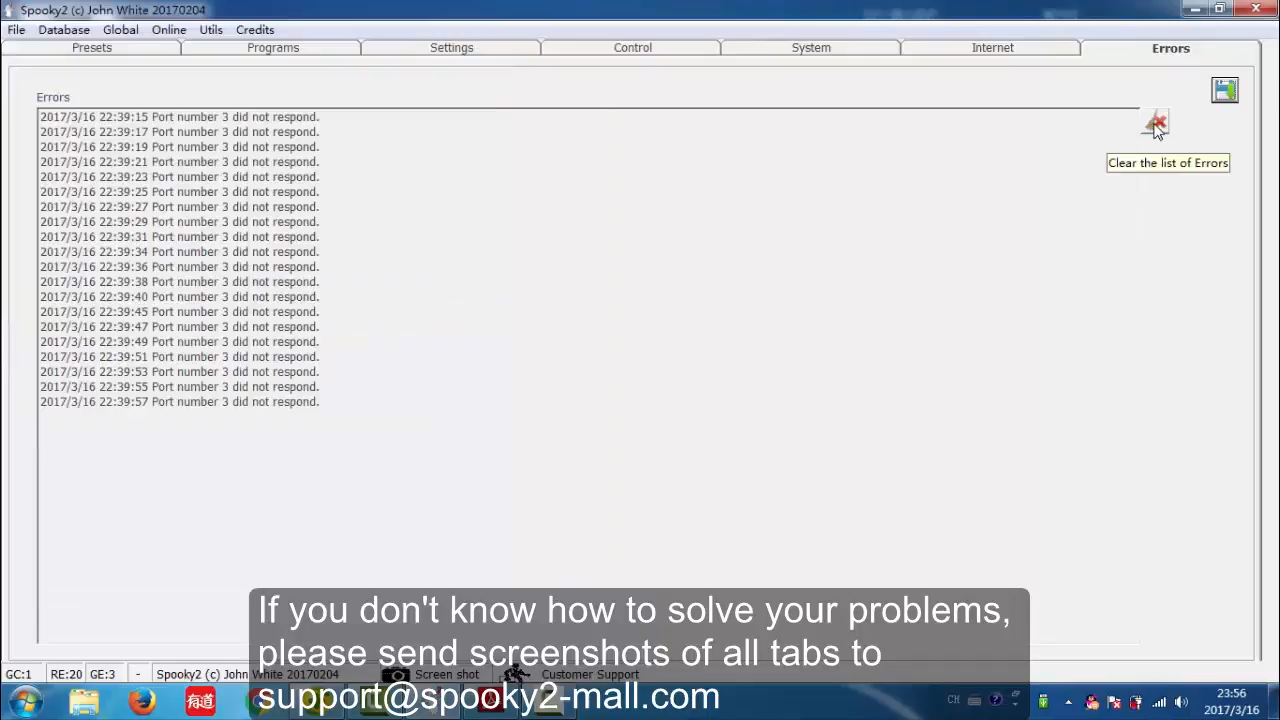 Spooky2 (c) John White 20170204
File Database Global Online Utils Credits
Presets Programs Settings Control System Internet Errors
Errors
2017/3/16 22:39:15 Port number 3 did not respond.
2017/3/16 22:39:17 Port number 3 did not respond.
2017/3/16 22:39:19 Port number 3 did not respond.
2017/3/16 22:39:21 Port number 3 did not respond.
2017/3/16 22:39:23 Port number 3 did not respond.
2017/3/16 22:39:25 Port number 3 did not respond.
2017/3/16 22:39:27 Port number 3 did not respond.
2017/3/16 22:39:29 Port number 3 did not respond.
2017/3/16 22:39:31 Port number 3 did not respond.
2017/3/16 22:39:34 Port number 3 did not respond.
2017/3/16 22:39:36 Port number 3 did not respond.
2017/3/16 22:39:38 Port number 3 did not respond.
2017/3/16 22:39:40 Port number 3 did not respond.
2017/3/16 22:39:45 Port number 3 did not respond.
2017/3/16 22:39:47 Port number 3 did not respond.
2017/3/16 22:39:49 Port number 3 did not respond.
2017/3/16 22:39:51 Port number 3 did not respond.
2017/3/16 22:39:53 Port number 3 did not respond.
2017/3/16 22:39:55 Port number 3 did not respond.
2017/3/16 22:39:57 Port number 3 did not respond.
Clear the list of Errors
If you don't know how to solve your problems,
please send screenshots of all tabs to
support@spooky2-mall.com
GC:1 RE:20 GE:3 - Spooky2 (c) John White 20170204 Screen shot Customer Support
有道
CH
23:56
2017/3/16